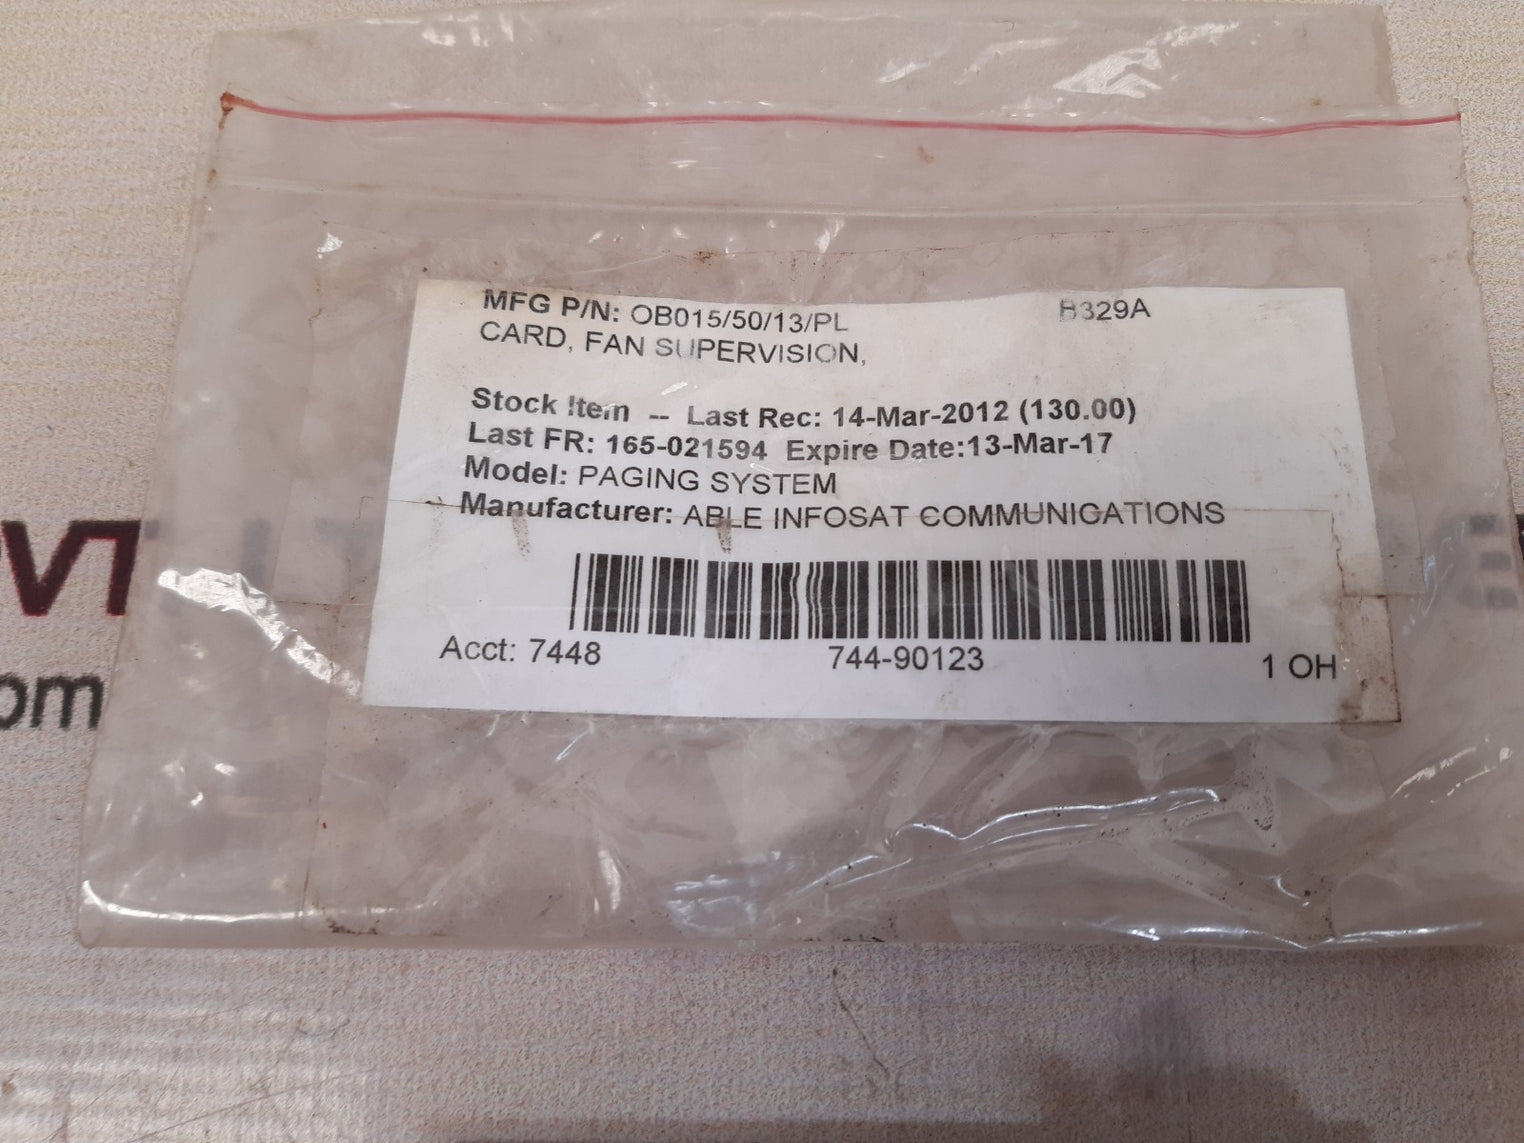 MFG P/N: OB015/50/13/PL B329A
CARD, FAN SUPERVISION,
Stock Item -- Last Rec: 14-Mar-2012 (130.00)
Last FR: 165-021594 Expire Date:13-Mar-17
Model: PAGING SYSTEM
Manufacturer: ABLE INFOSAT COMMUNICATIONS
Acct: 7448 744-90123 1 OH